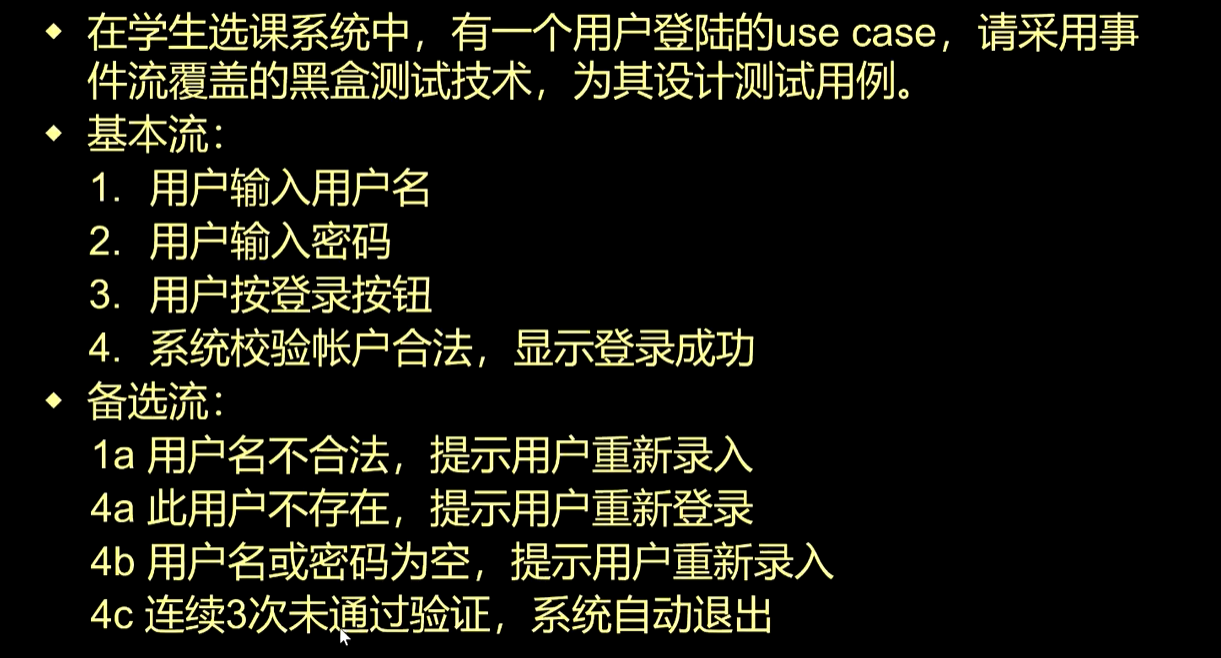 在学生选课系统中，有一个用户登陆的use case，请采用事
件流覆盖的黑盒测试技术，为其设计测试用例。
基本流：
1. 用户输入用户名
2. 用户输入密码
3. 用户按登录按钮
4. 系统校验帐户合法，显示登录成功
备选流：
1a 用户名不合法，提示用户重新录入
4a 此用户不存在，提示用户重新登录
4b 用户名或密码为空，提示用户重新录入
4c 连续3次未通过验证，系统自动退出